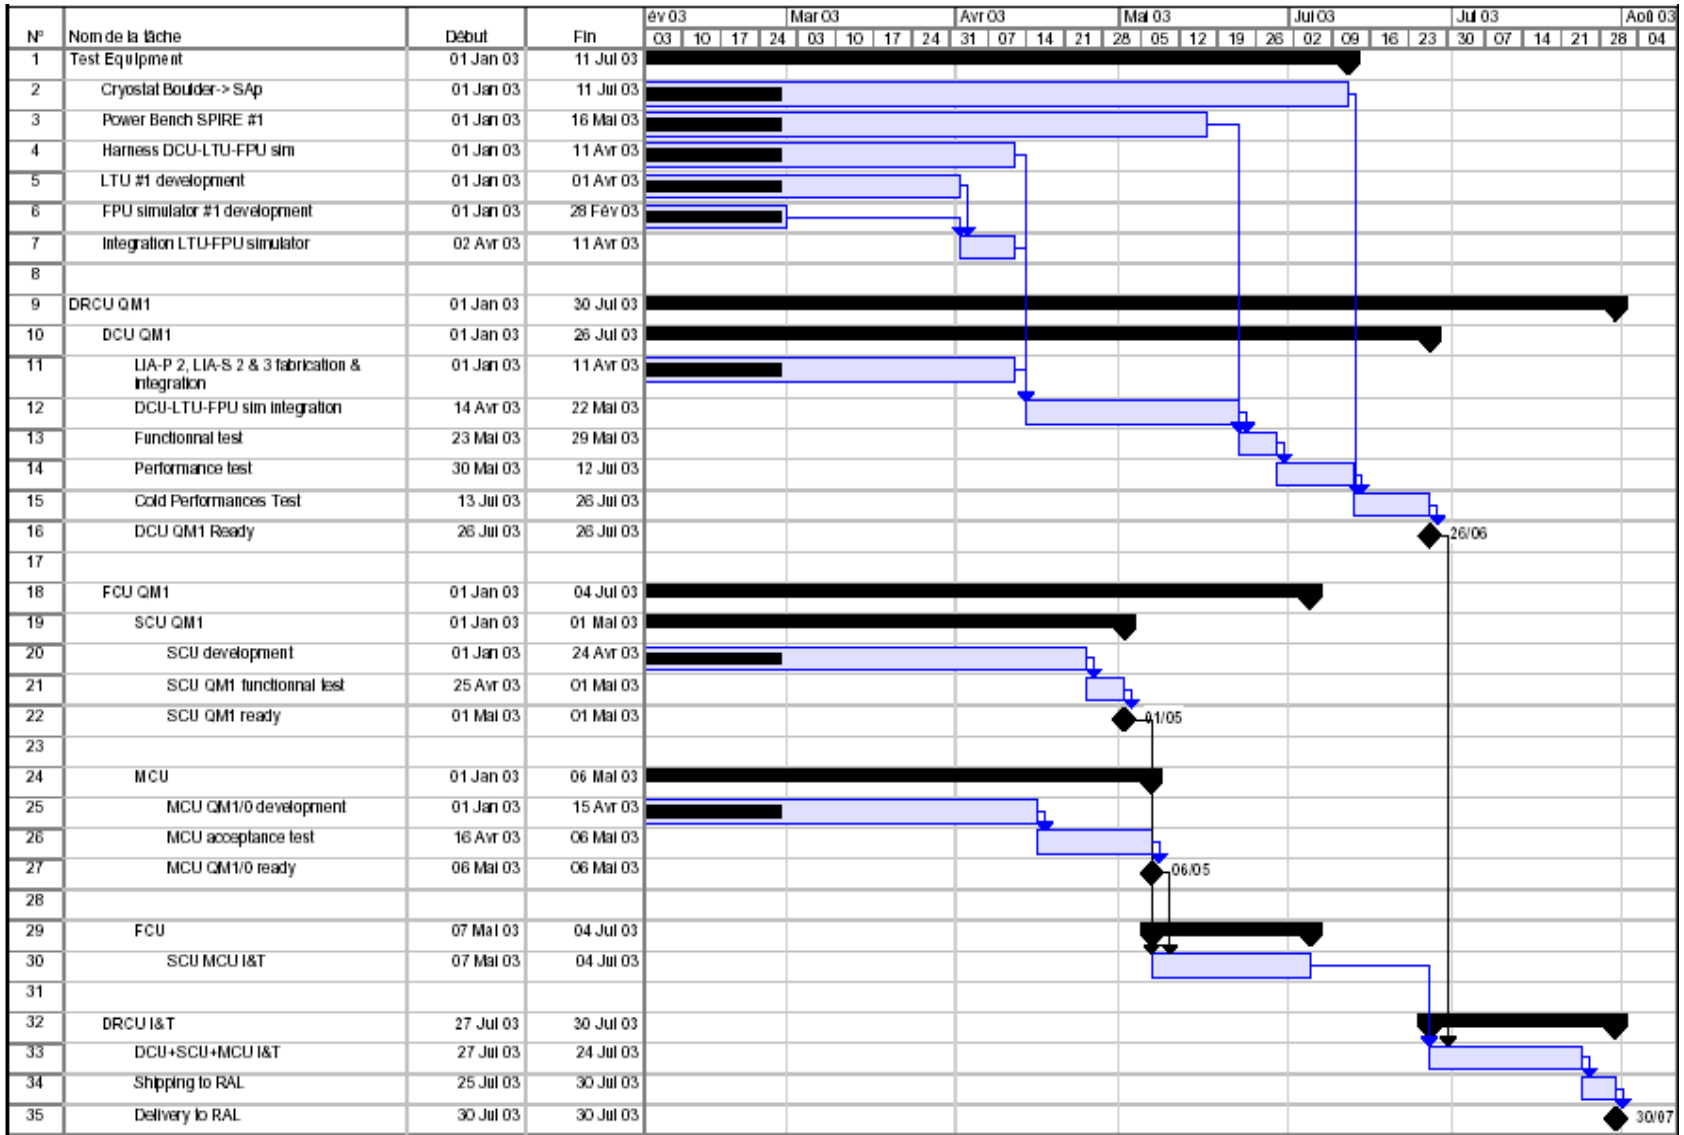 év 03 Mar 03 Avr 03 Mai 03 Jul 03 Jul 03 Aoû 03
N° Nom de la tâche Début Fin 03 10 17 24 03 10 17 24 31 07 14 21 28 05 12 19 26 02 09 16 23 30 07 14 21 28 04
1 Test Equipment 01 Jan 03 11 Jul 03
2 Cryostat Boulder-> SAp 01 Jan 03 11 Jul 03
3 Power Bench SPIRE #1 01 Jan 03 16 Mai 03
4 Harness DCU-LTU-FPU sim 01 Jan 03 11 Avr 03
5 LTU #1 development 01 Jan 03 01 Avr 03
6 FPU simulator #1 development 01 Jan 03 28 Fév 03
7 Integration LTU-FPU simulator 02 Avr 03 11 Avr 03
8
9 DRCU QM1 01 Jan 03 30 Jul 03
10 DCU QM1 01 Jan 03 26 Jul 03
11 LIA-P 2, LIA-S 2 & 3 fabrication & 01 Jan 03 11 Avr 03
integration
12 DCU-LTU-FPU sim integration 14 Avr 03 22 Mai 03
13 Functionnal test 23 Mai 03 29 Mai 03
14 Performance test 30 Mai 03 12 Jul 03
15 Cold Performances Test 13 Jul 03 26 Jul 03
16 DCU QM1 Ready 26 Jul 03 26 Jul 03 26/06
17
18 FCU QM1 01 Jan 03 04 Jul 03
19 SCU QM1 01 Jan 03 01 Mai 03
20 SCU development 01 Jan 03 24 Avr 03
21 SCU QM1 functionnal test 25 Avr 03 01 Mai 03
22 SCU QM1 ready 01 Mai 03 01 Mai 03 01/05
23
24 MCU 01 Jan 03 06 Mai 03
25 MCU QM1/0 development 01 Jan 03 15 Avr 03
26 MCU acceptance test 16 Avr 03 06 Mai 03
27 MCU QM1/0 ready 06 Mai 03 06 Mai 03 06/05
28
29 FCU 07 Mai 03 04 Jul 03
30 SCU MCU I&T 07 Mai 03 04 Jul 03
31
32 DRCU I&T 27 Jul 03 30 Jul 03
33 DCU+SCU+MCU I&T 27 Jul 03 24 Jul 03
34 Shipping to RAL 25 Jul 03 30 Jul 03
35 Delivery to RAL 30 Jul 03 30 Jul 03 30/07